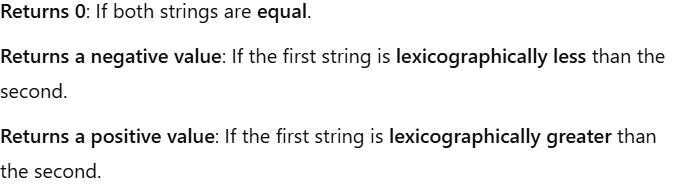 Returns 0: If both strings are equal.
Returns a negative value: If the first string is lexicographically less than the
second.
Returns a positive value: If the first string is lexicographically greater than
the second.